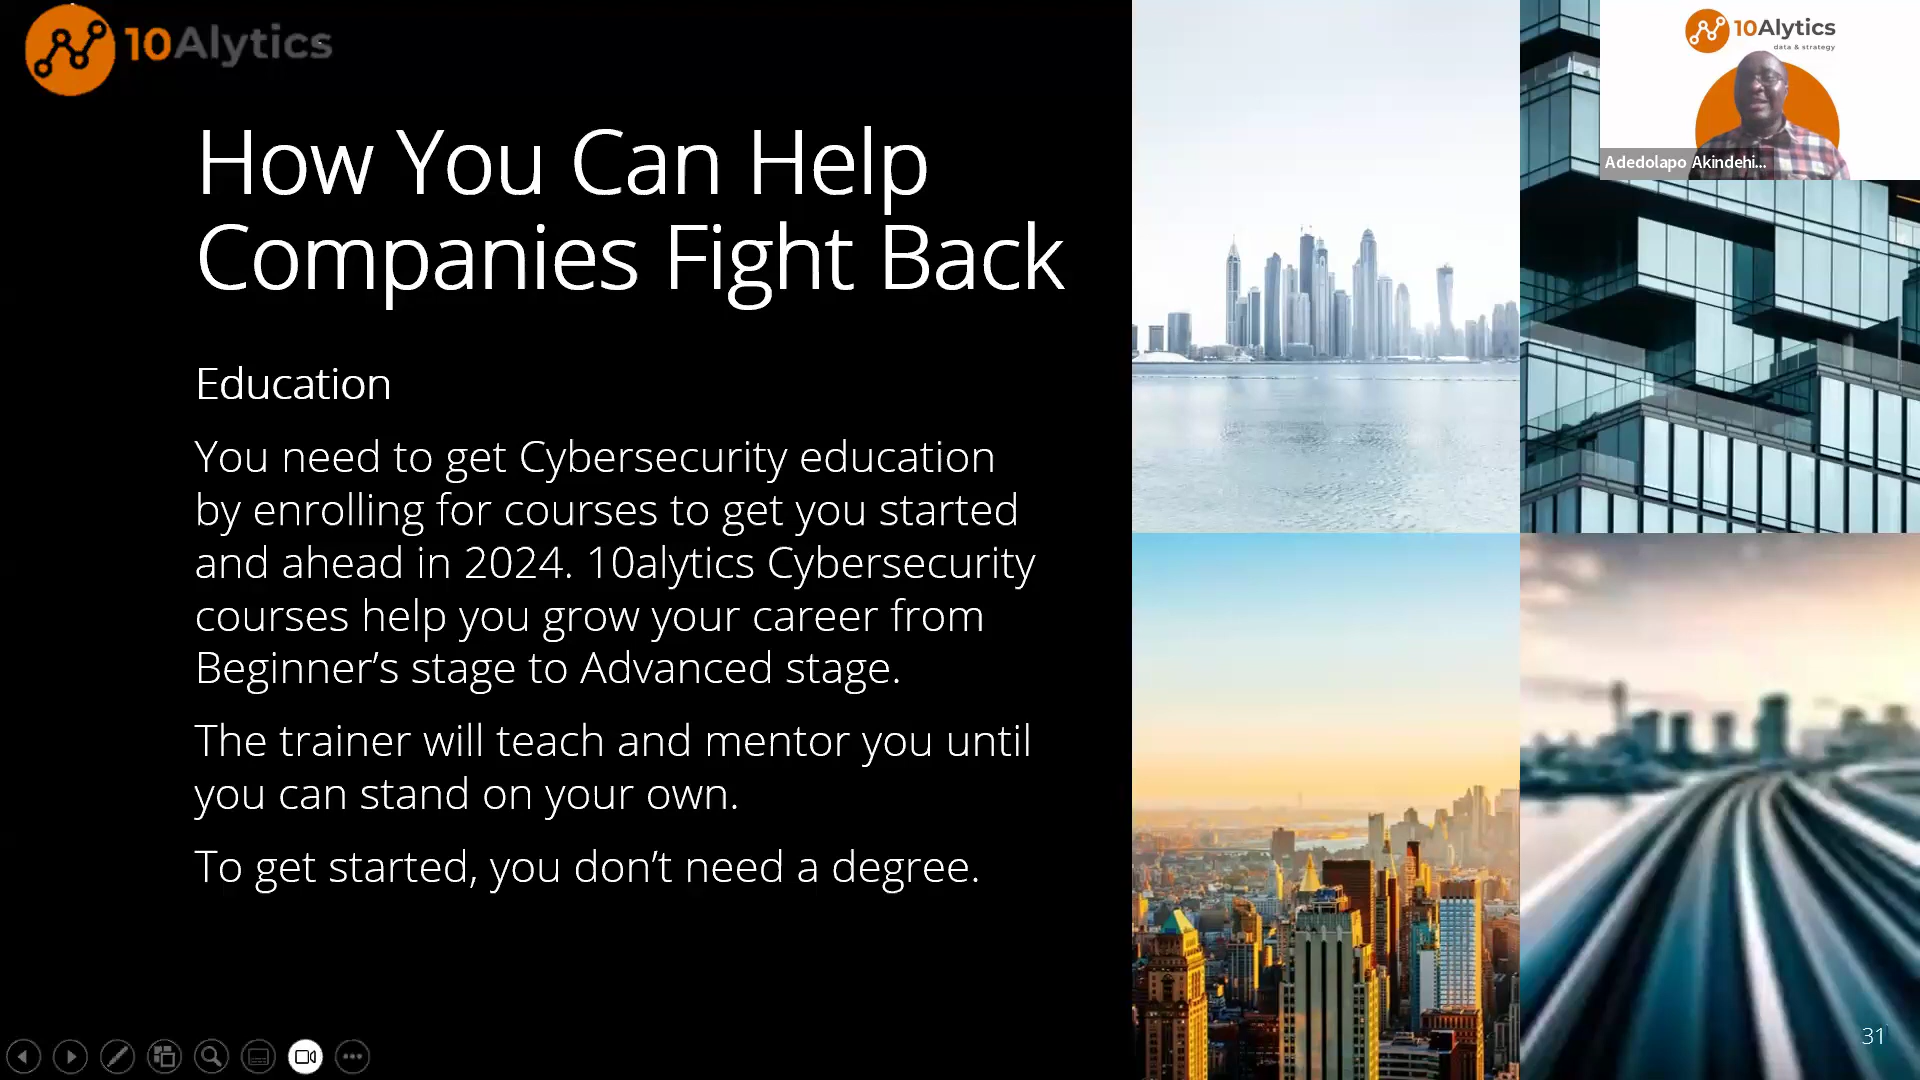 10Alytics
How You Can Help
Companies Fight Back
Education
You need to get Cybersecurity education
by enrolling for courses to get you started
and ahead in 2024. 10alytics Cybersecurity
courses help you grow your career from
Beginner’s stage to Advanced stage.
The trainer will teach and mentor you until
you can stand on your own.
To get started, you don’t need a degree.
10Alytics
data & strategy
Adedolapo Akindehi...
31